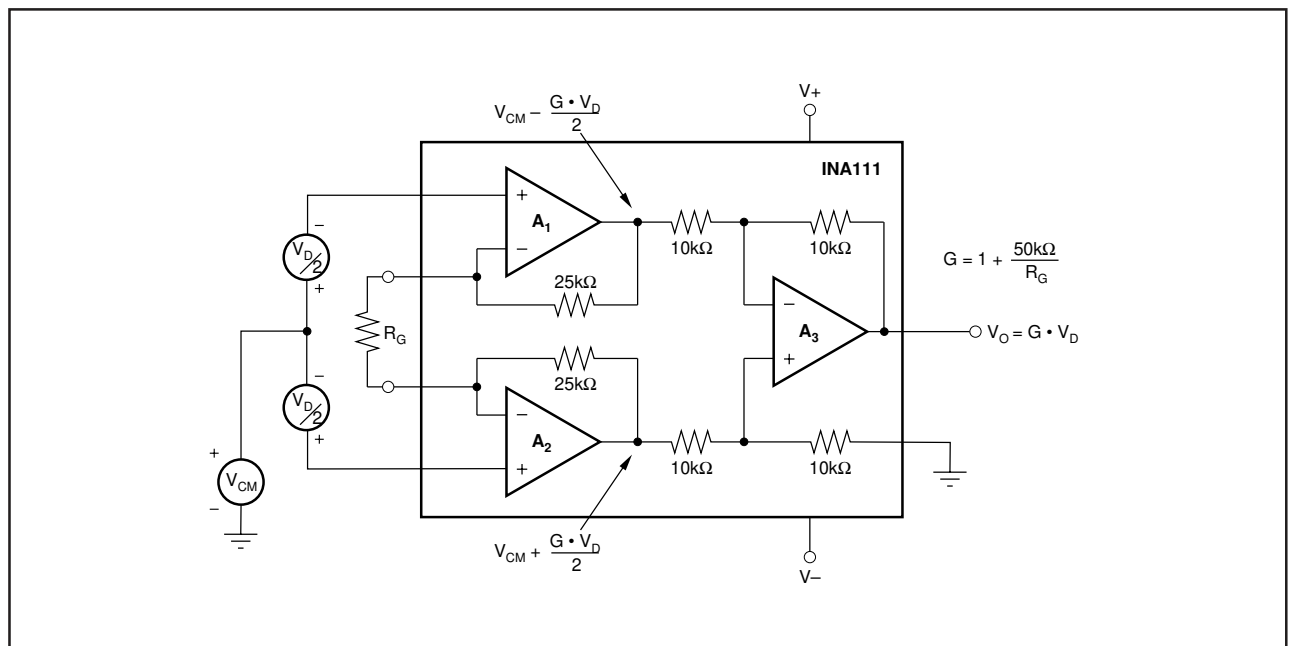 V+
V_CM – G • V_D
2
INA111
–
+
A_1
V_D/2
+
–
10kΩ
10kΩ
G = 1 + 50kΩ
R_G
25kΩ
R_G
–
A_3
+
V_O = G • V_D
–
25kΩ
V_D/2
+
–
A_2
+
10kΩ
10kΩ
+
V_CM
–
V_CM + G • V_D
2
V–